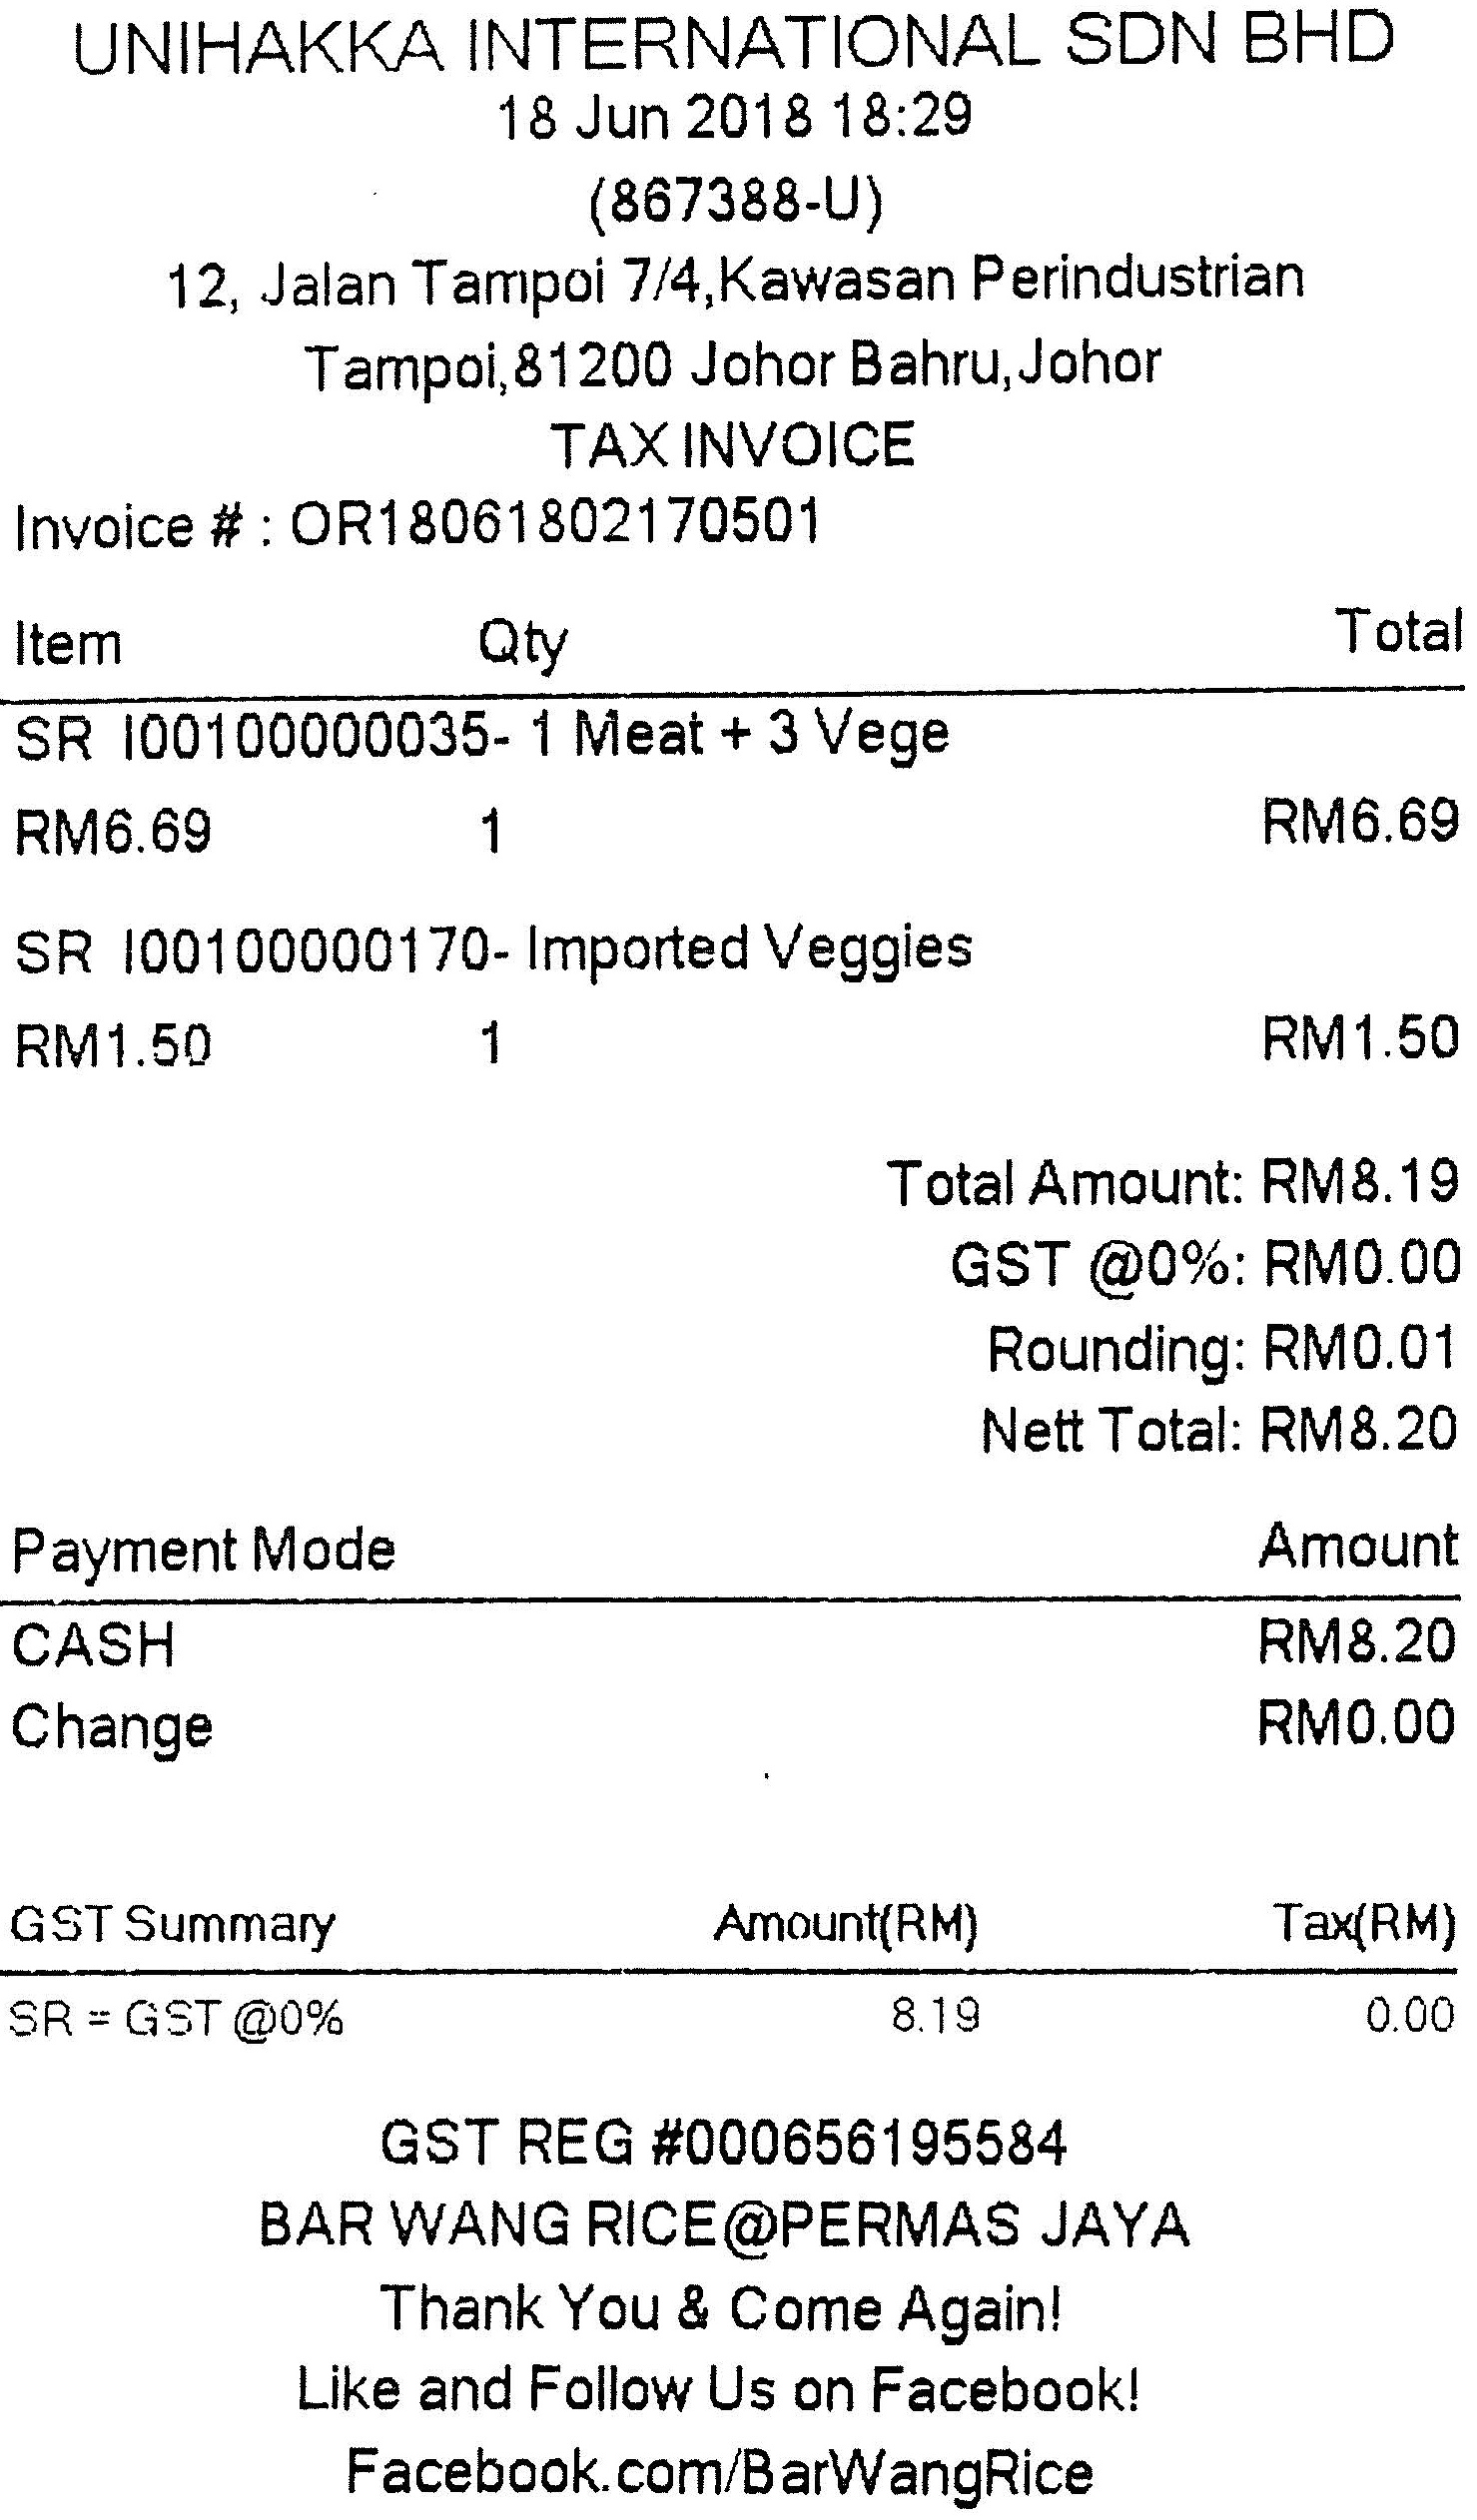 UNIHAKKA INTERNATIONAL SDN BHD
18 Jun 2018 18:29
(867388-U)
12, Jalan Tampoi 7/4,Kawasan Perindustrian
Tampoi,81200 Johor Bahru,Johor
TAX INVOICE
Invoice # : OR18061802170501
Item Qty Total
SR I00100000035- 1 Meat + 3 Vege
RM6.69 1 RM6.69
SR I00100000170- Imported Veggies
RM1.50 1 RM1.50
Total Amount: RM8.19
GST @0%: RM0.00
Rounding: RM0.01
Nett Total: RM8.20
Payment Mode Amount
CASH RM8.20
Change RM0.00
GST Summary Amount(RM) Tax(RM)
SR = GST @0% 8.19 0.00
GST REG #000656195584
BAR WANG RICE@PERMAS JAYA
Thank You & Come Again!
Like and Follow Us on Facebook!
Facebook.com/BarWangRice